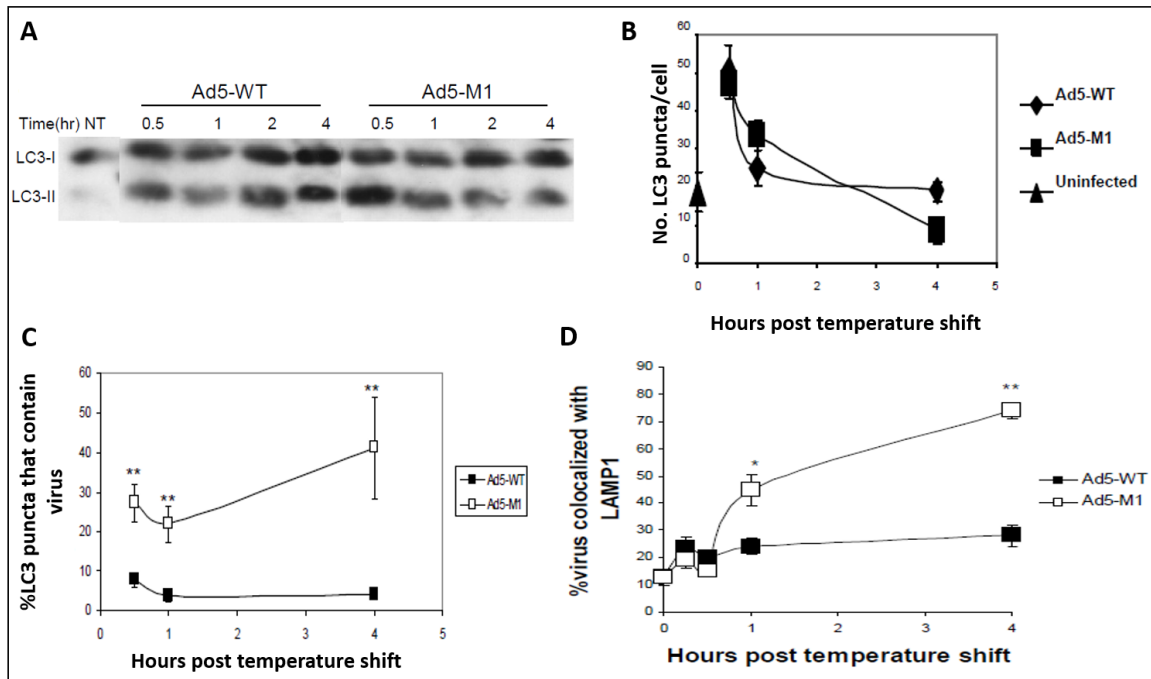 A
Ad5-WT Ad5-M1
Time(hr) NT 0.5 1 2 4 0.5 1 2 4
LC3-I
LC3-II
B
No. LC3 puncta/cell
60
50
40
30
20
10
0
0 1 2 3 4 5
Hours post temperature shift
Ad5-WT
Ad5-M1
Uninfected
C
%LC3 puncta that contain
virus
60
50
40
30
20
10
0
** ** **
0 1 2 3 4 5
Hours post temperature shift
Ad5-WT
Ad5-M1
D
%virus colocalized with
LAMP1
90
80
70
60
50
40
30
20
10
0
* **
0 1 2 3 4
Hours post temperature shift
Ad5-WT
Ad5-M1